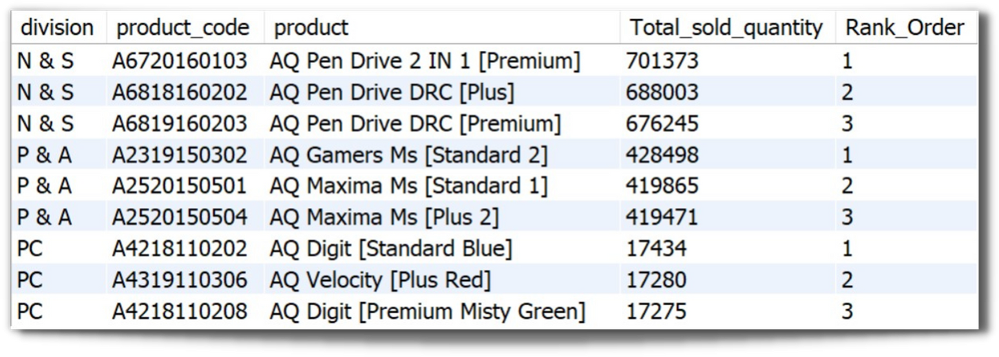 division product_code product Total_sold_quantity Rank_Order
N & S A6720160103 AQ Pen Drive 2 IN 1 [Premium] 701373 1
N & S A6818160202 AQ Pen Drive DRC [Plus] 688003 2
N & S A6819160203 AQ Pen Drive DRC [Premium] 676245 3
P & A A2319150302 AQ Gamers Ms [Standard 2] 428498 1
P & A A2520150501 AQ Maxima Ms [Standard 1] 419865 2
P & A A2520150504 AQ Maxima Ms [Plus 2] 419471 3
PC A4218110202 AQ Digit [Standard Blue] 17434 1
PC A4319110306 AQ Velocity [Plus Red] 17280 2
PC A4218110208 AQ Digit [Premium Misty Green] 17275 3